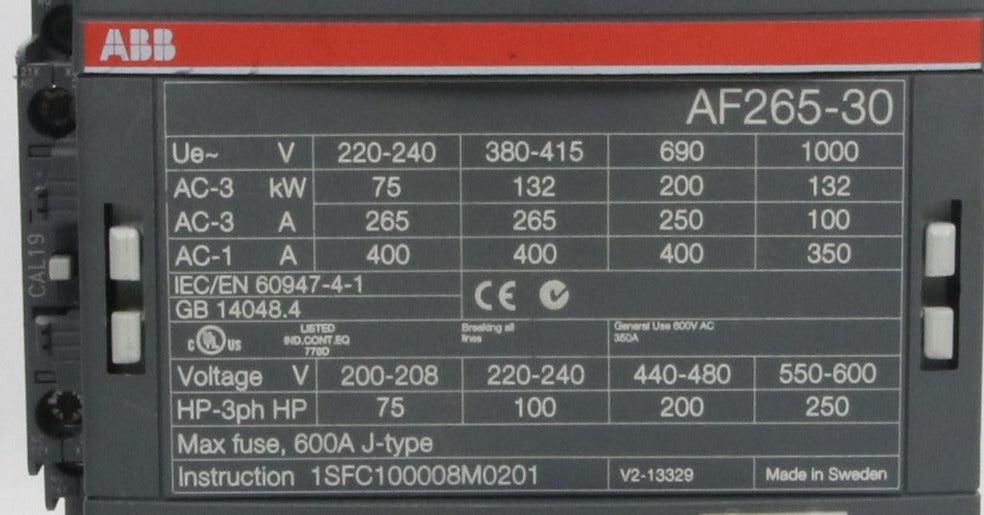 ABB
AF265-30
Ue~ V 220-240 380-415 690 1000
AC-3 kW 75 132 200 132
AC-3 A 265 265 250 100
AC-1 A 400 400 400 350
IEC/EN 60947-4-1
GB 14048.4
CE
C UL US
LISTED
IND.CONT.EQ
778D
Breaking all
lines
General Use 600V AC
350A
Voltage V 200-208 220-240 440-480 550-600
HP-3ph HP 75 100 200 250
Max fuse, 600A J-type
Instruction 1SFC100008M0201 V2-13329 Made in Sweden
CAL19